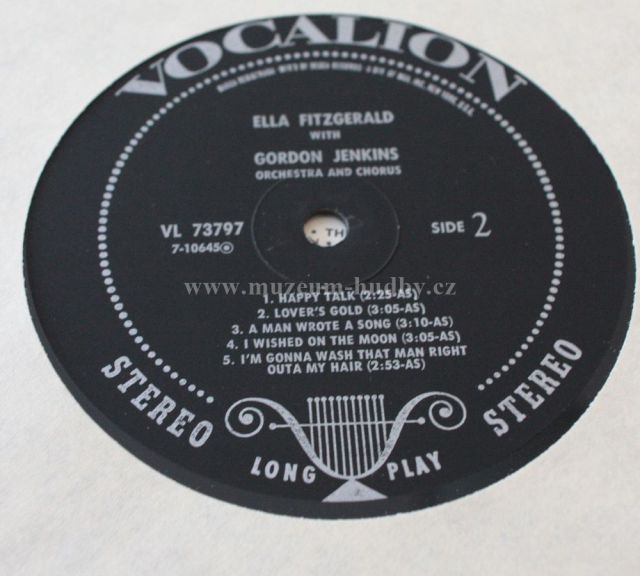 VOCALION
ELLA FITZGERALD
WITH
GORDON JENKINS
ORCHESTRA AND CHORUS
VL 73797
7-10645
SIDE 2
TH
www.muzeum-hudby.cz
1. HAPPY TALK (2:25-AS)
2. LOVER'S GOLD (3:05-AS)
3. A MAN WROTE A SONG (3:10-AS)
4. I WISHED ON THE MOON (3:05-AS)
5. I'M GONNA WASH THAT MAN RIGHT
OUTA MY HAIR (2:53-AS)
STEREO
LONG PLAY
STEREO